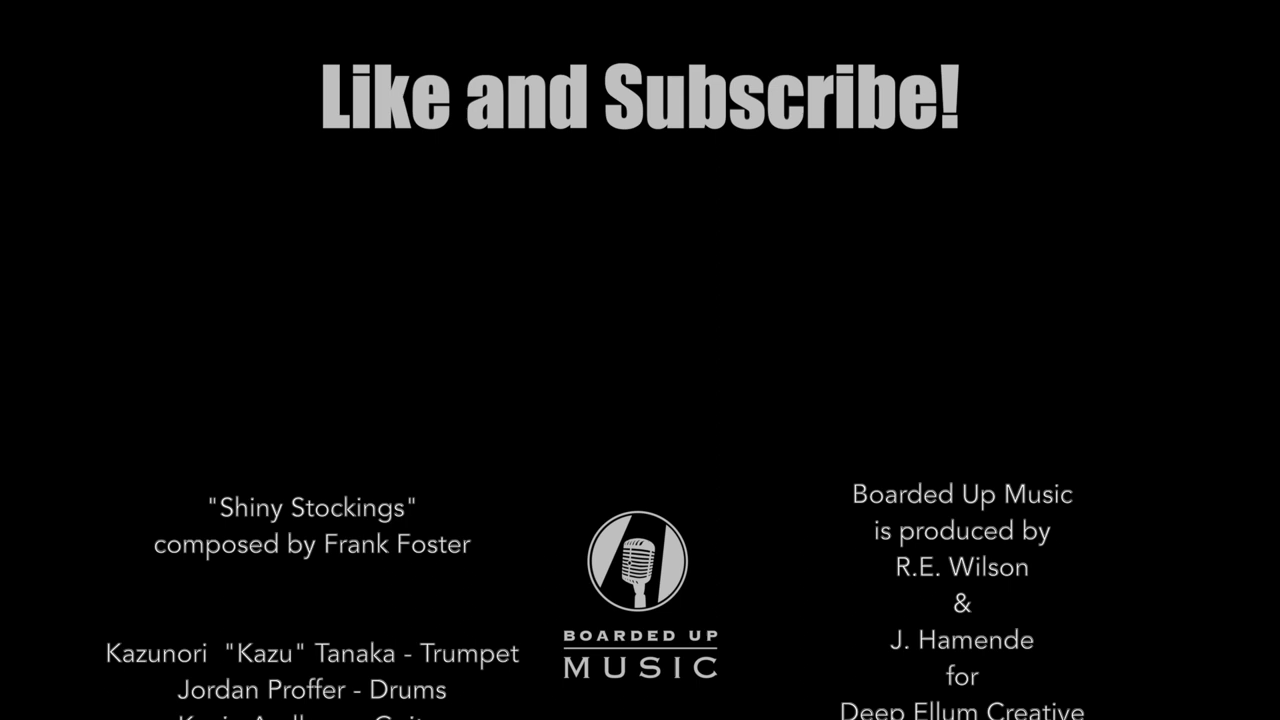 Like and Subscribe!
"Shiny Stockings"
composed by Frank Foster
Kazunori "Kazu" Tanaka - Trumpet
Jordan Proffer - Drums
BOARDED UP
MUSIC
Boarded Up Music
is produced by
R.E. Wilson
&
J. Hamende
for
Deep Ellum Creative